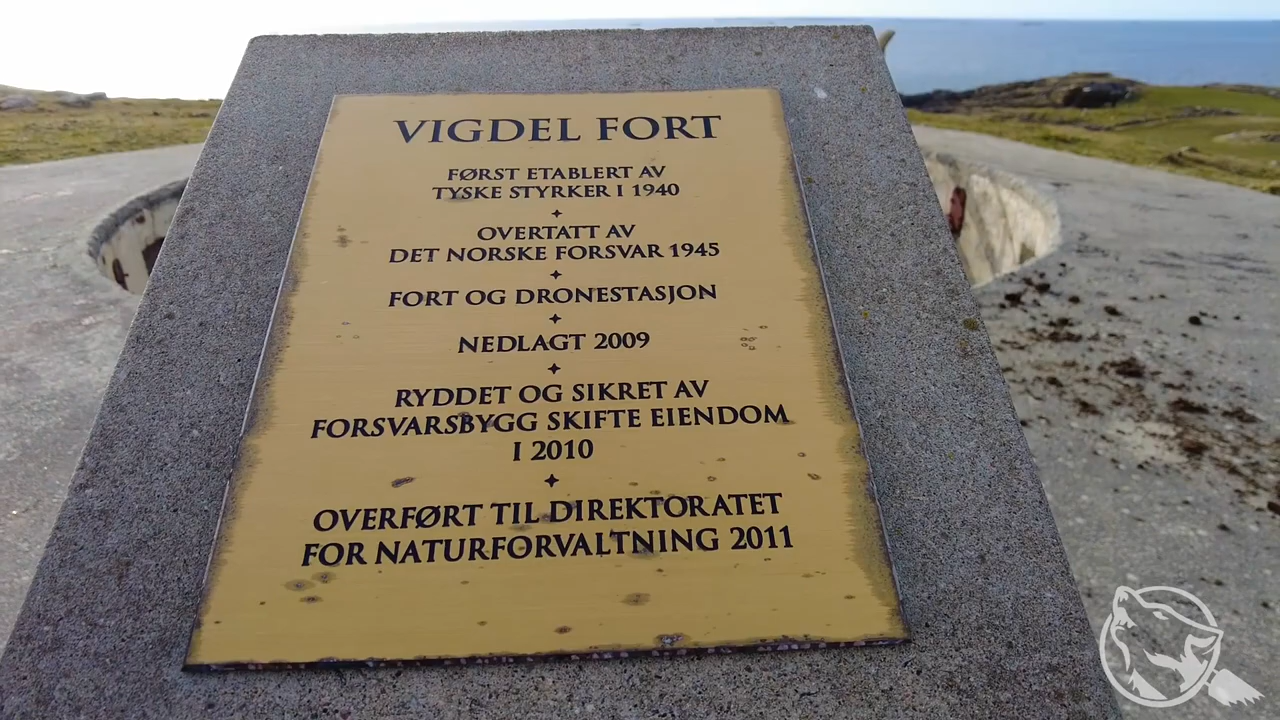 VIGDEL FORT
FØRST ETABLERT AV
TYSKE STYRKER I 1940
OVERTATT AV
DET NORSKE FORSVAR 1945
FORT OG DRONESTASJON
NEDLAGT 2009
RYDDET OG SIKRET AV
FORSVARSBYGG SKIFTE EIENDOM
I 2010
OVERFØRT TIL DIREKTORATET
FOR NATURFORVALTNING 2011